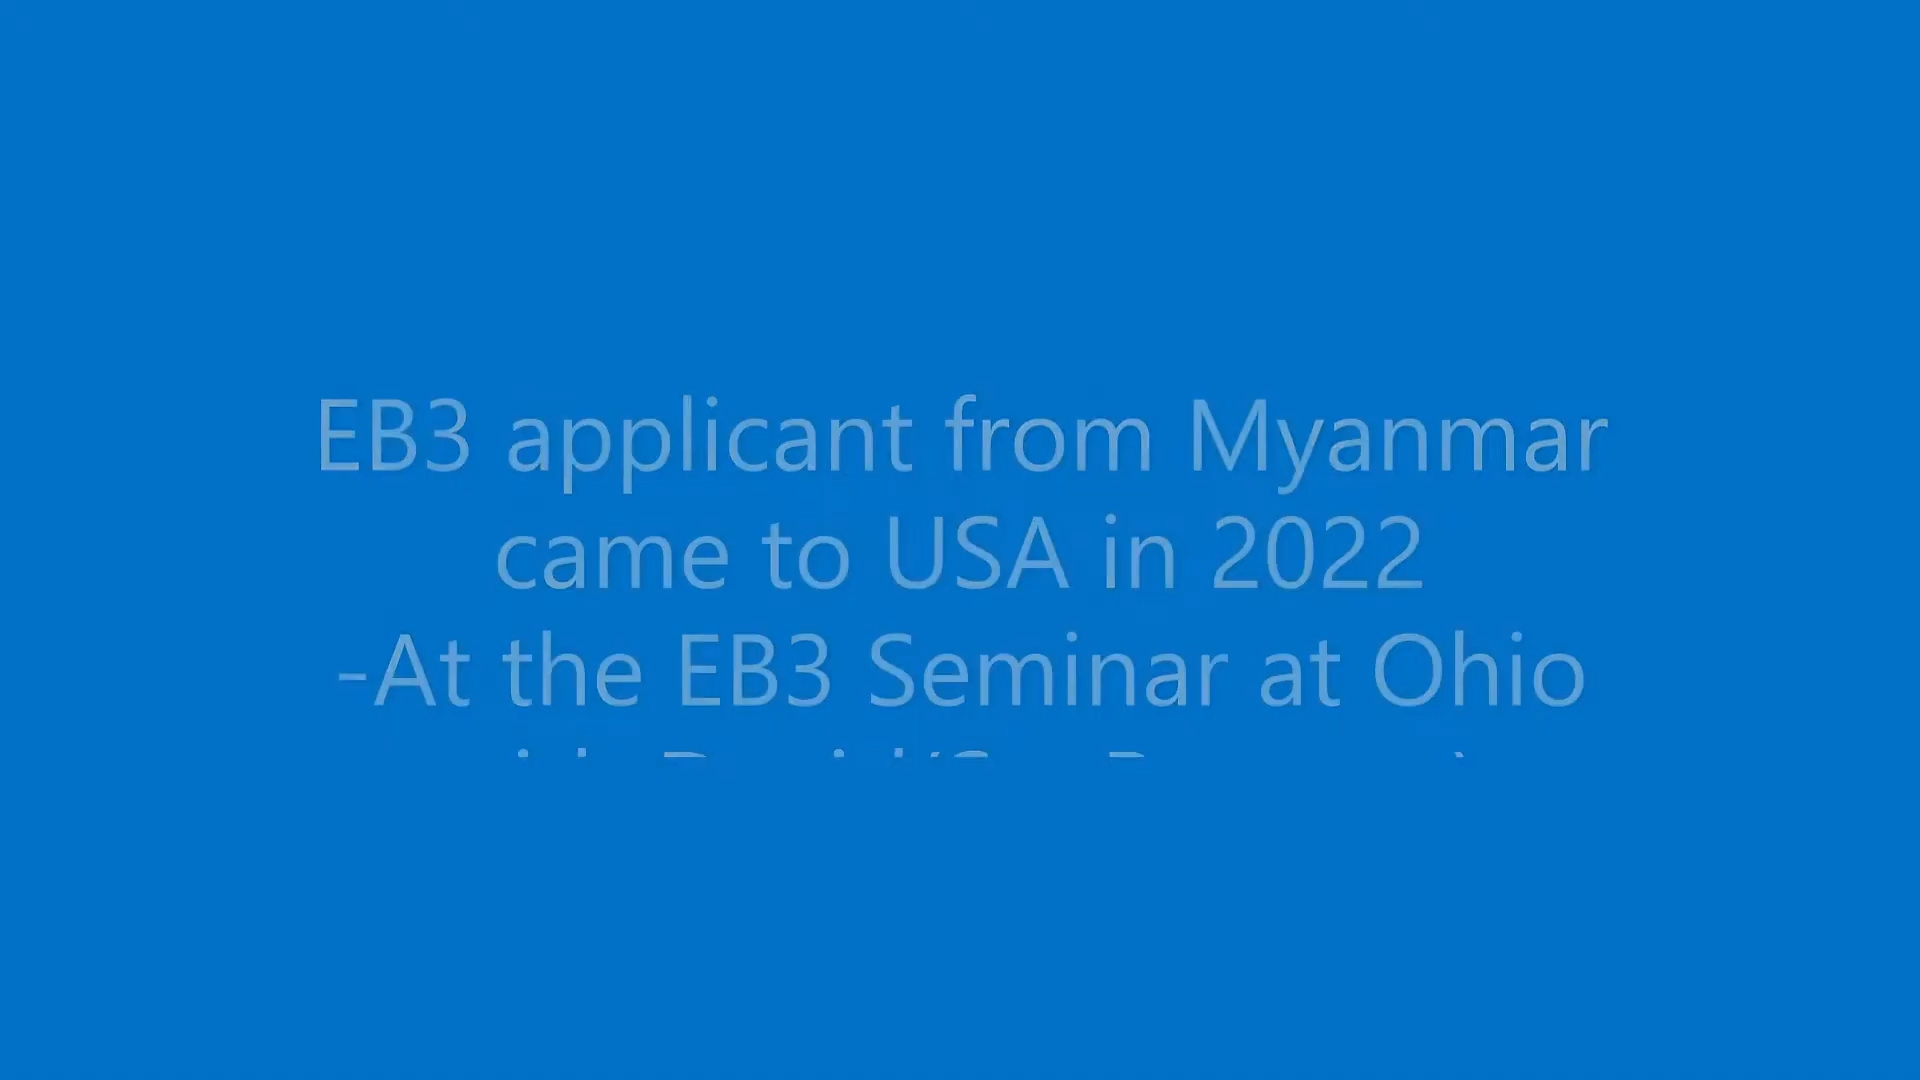 EB3 applicant from Myanmar
came to USA in 2022
-At the EB3 Seminar at Ohio